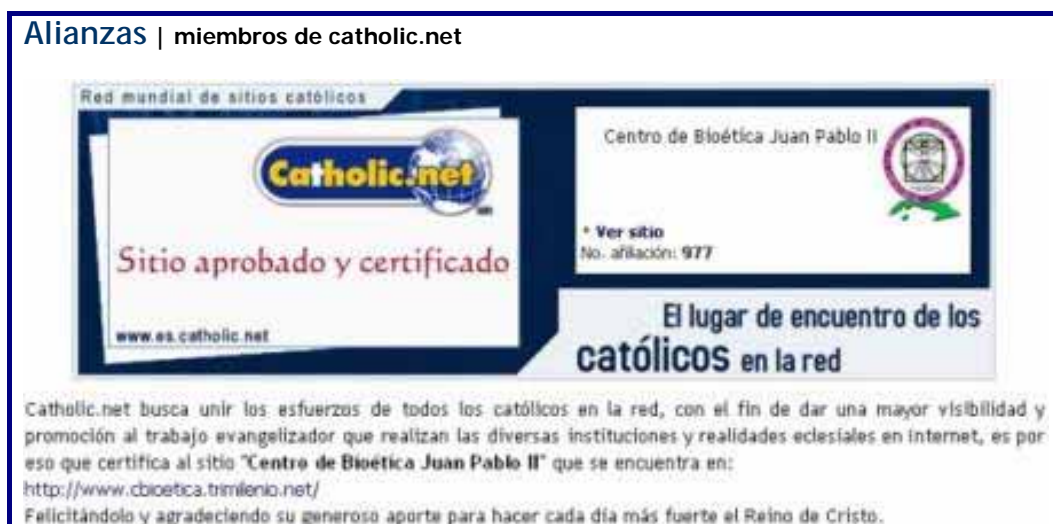 Alianzas | miembros de catholic.net
Red mundial de sitios católicos
Catholic.net
Sitio aprobado y certificado
www.es.catholic.net
Centro de Bioética Juan Pablo II
* Ver sitio
No. afiliación: 977
El lugar de encuentro de los
católicos en la red
Catholic.net busca unir los esfuerzos de todos los católicos en la red, con el fin de dar una mayor visibilidad y
promoción al trabajo evangelizador que realizan las diversas instituciones y realidades eclesiales en internet, es por
eso que certifica al sitio "Centro de Bioética Juan Pablo II" que se encuentra en:
http://www.cbioetica.trimilenio.net/
Felicitándolo y agradeciendo su generoso aporte para hacer cada día más fuerte el Reino de Cristo.